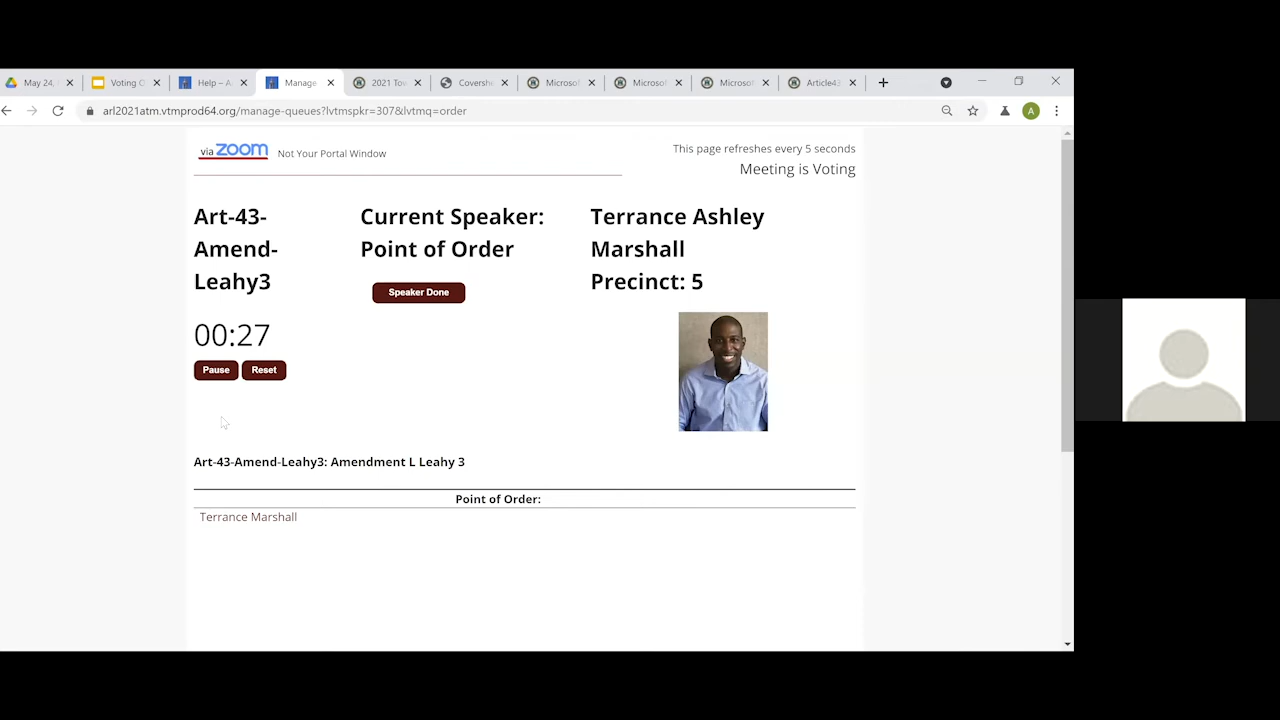 May 24,
Voting O
Help – A
Manage
2021 Tow
Covershe
Microsof
Microsof
Microsof
Article43
arl2021atm.vtmprod64.org/manage-queues?lvtmspkr=307&lvtmq=order
A
via zoom Not Your Portal Window
This page refreshes every 5 seconds
Meeting is Voting
Art-43-
Amend-
Leahy3
Current Speaker:
Point of Order
Speaker Done
Terrance Ashley
Marshall
Precinct: 5
00:27
Pause Reset
Art-43-Amend-Leahy3: Amendment L Leahy 3
Point of Order:
Terrance Marshall